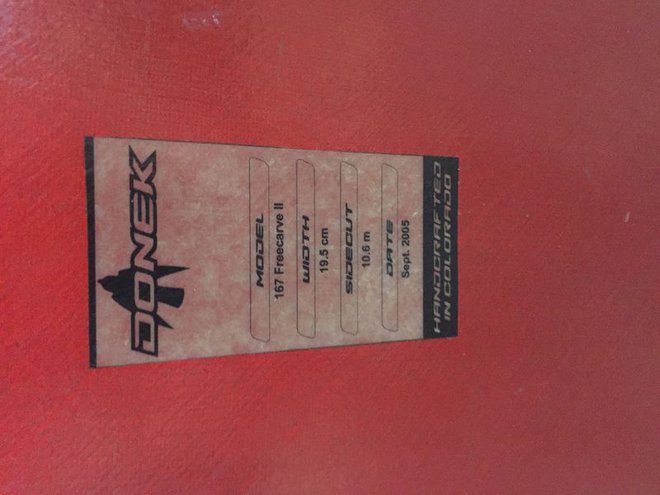 DONEK
MODEL
167 Freecarve II
WIDTH
19.5 cm
SIDECUT
10.6 m
DATE
Sept. 2005
HANDCRAFTED
IN COLORADO